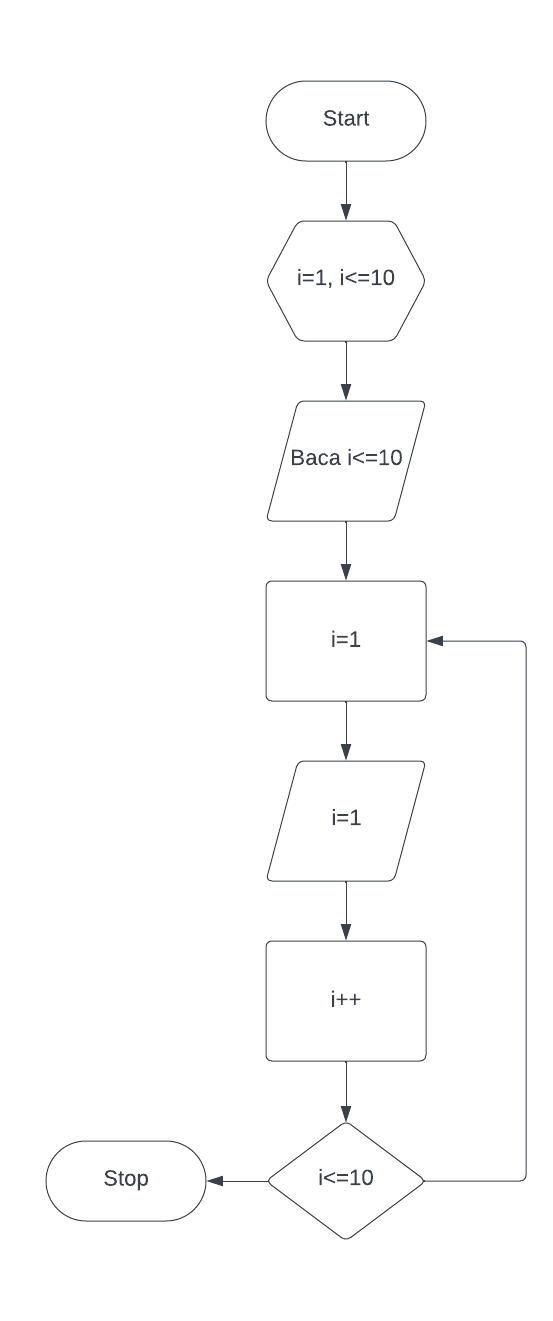 Start
i=1, i<=10
Baca i<=10
i=1
i=1
i++
i<=10
Stop